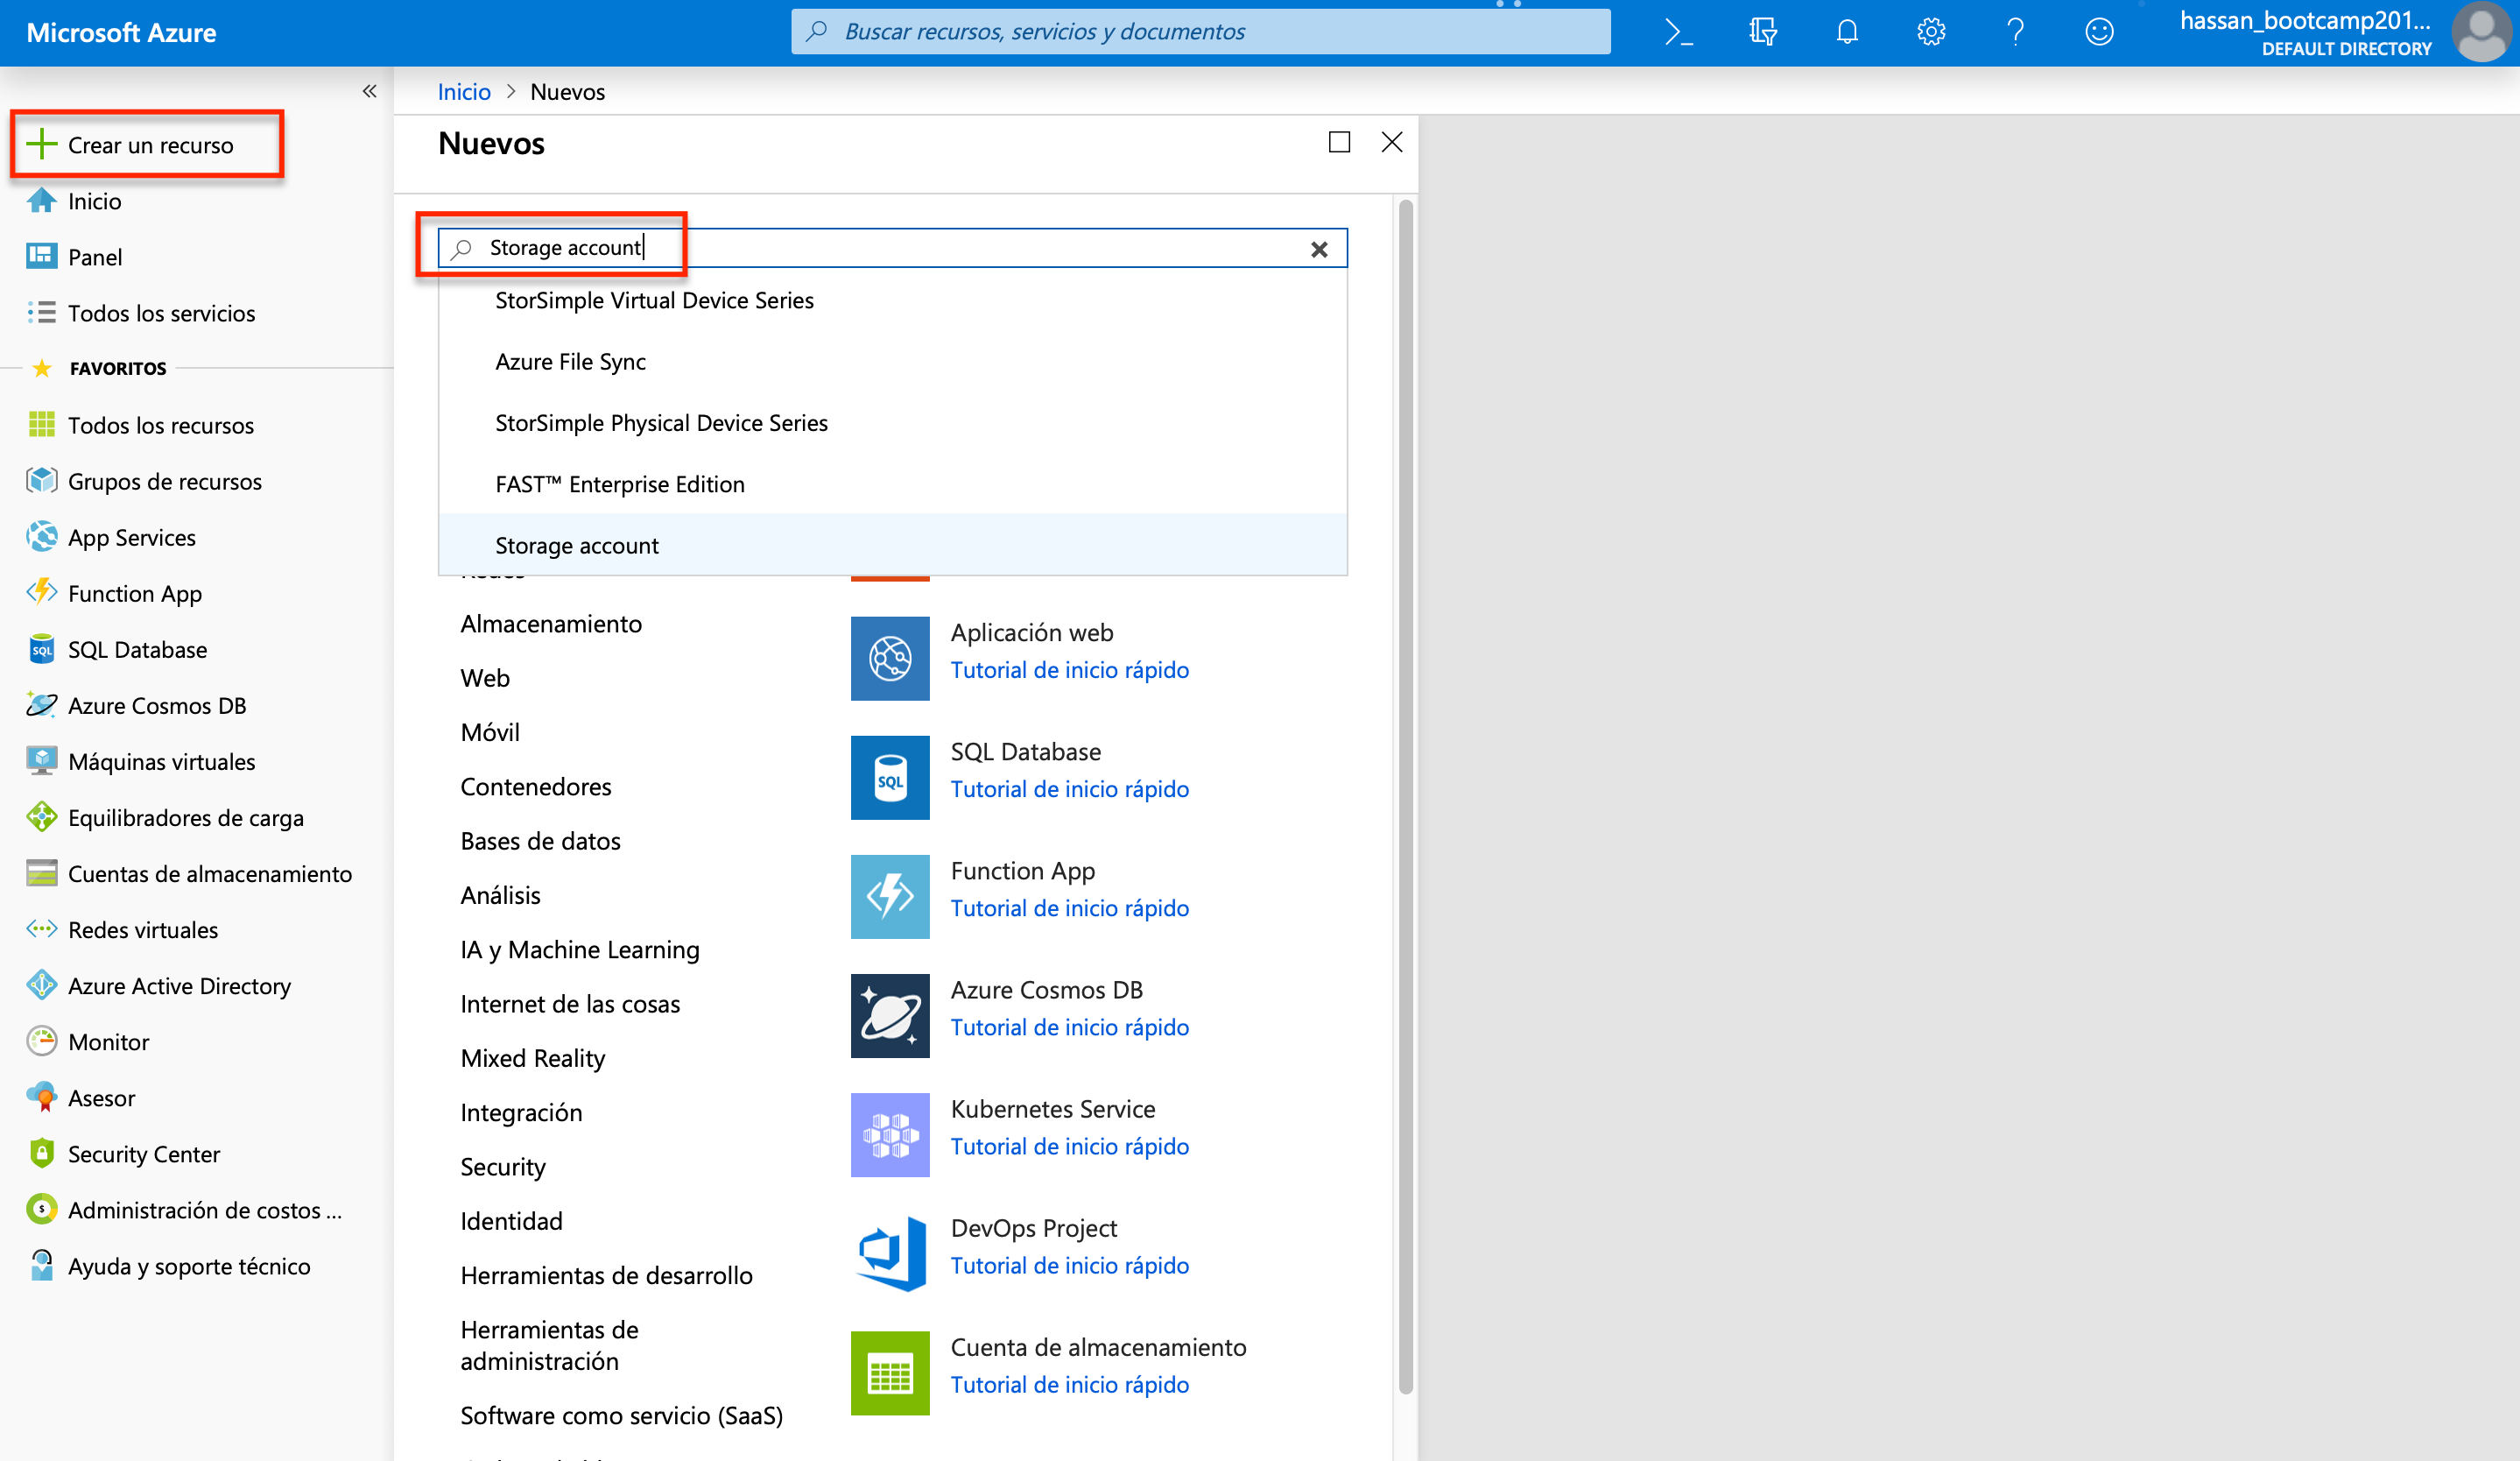 Microsoft Azure
Buscar recursos, servicios y documentos
hassan_bootcamp201...
DEFAULT DIRECTORY
Crear un recurso
Inicio
Panel
Todos los servicios
FAVORITOS
Todos los recursos
Grupos de recursos
App Services
Function App
SQL Database
Azure Cosmos DB
Máquinas virtuales
Equilibradores de carga
Cuentas de almacenamiento
Redes virtuales
Azure Active Directory
Monitor
Asesor
Security Center
Administración de costos ...
Ayuda y soporte técnico
Inicio > Nuevos
Nuevos
Storage account
StorSimple Virtual Device Series
Azure File Sync
StorSimple Physical Device Series
FAST™ Enterprise Edition
Storage account
Almacenamiento
Web
Móvil
Contenedores
Bases de datos
Análisis
IA y Machine Learning
Internet de las cosas
Mixed Reality
Integración
Security
Identidad
Herramientas de desarrollo
Herramientas de
administración
Software como servicio (SaaS)
Aplicación web
Tutorial de inicio rápido
SQL Database
Tutorial de inicio rápido
Function App
Tutorial de inicio rápido
Azure Cosmos DB
Tutorial de inicio rápido
Kubernetes Service
Tutorial de inicio rápido
DevOps Project
Tutorial de inicio rápido
Cuenta de almacenamiento
Tutorial de inicio rápido